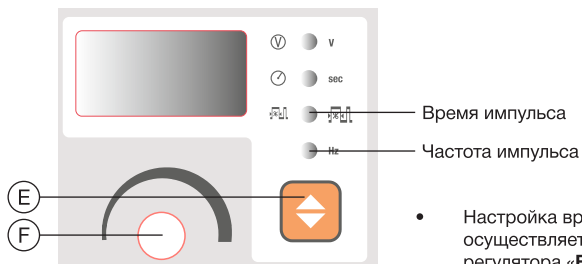 V V
sec
Время импульса
Hz
Частота импульса
E
F
• Настройка вр
осуществляет
регулятора «